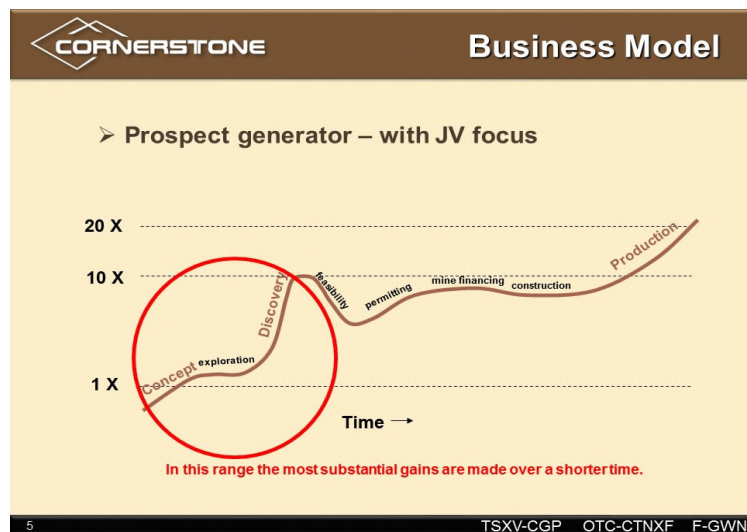 CORNERSTONE
Business Model
➢ Prospect generator – with JV focus
20 X
10 X
1 X
Concept
exploration
Discovery
feasibility
permitting
mine financing
construction
Production
Time →
In this range the most substantial gains are made over a shorter time.
5
TSXV-CGP OTC-CTNXF F-GWN